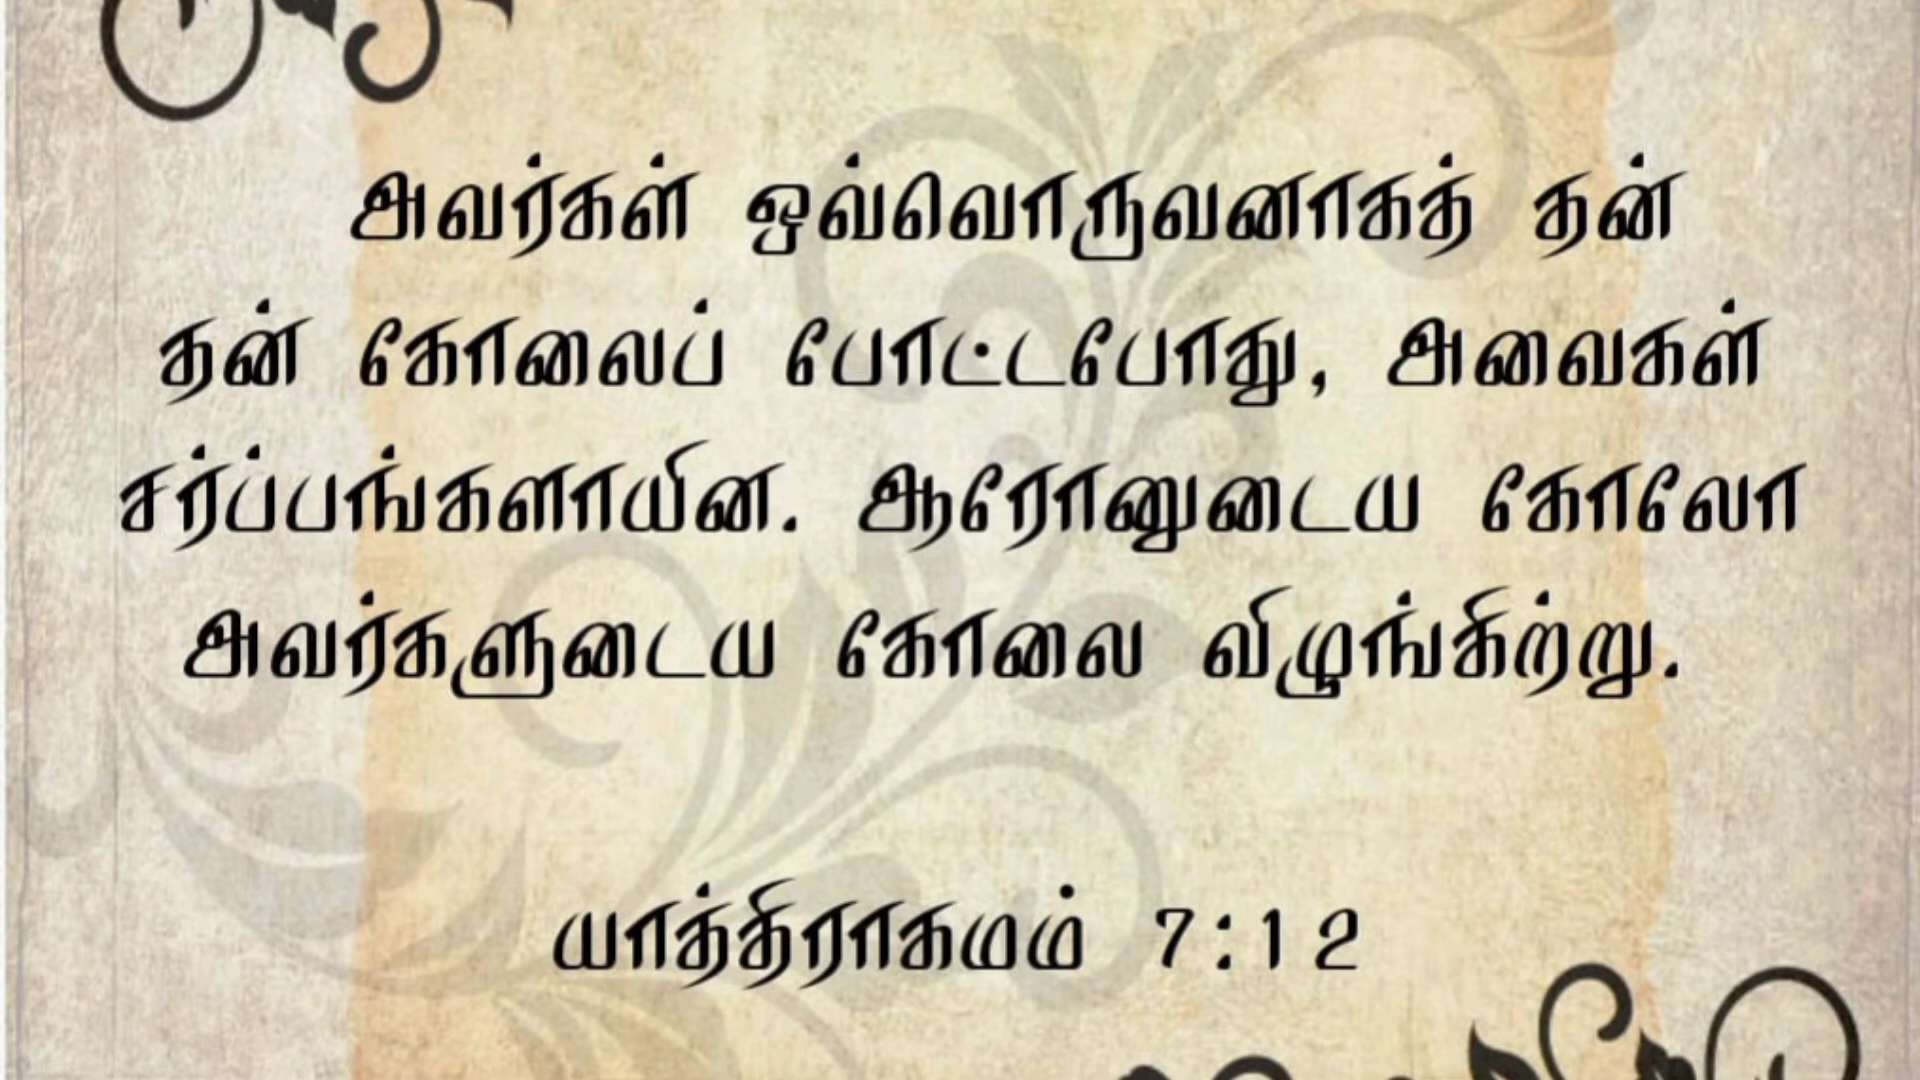 அவர்கள் ஒவ்வொருவனாகத் தன்
தன் கோலைப் போட்டபோது, அவைகள்
சர்ப்பங்களாயின. ஆரோனுடைய கோலோ
அவர்களுடைய கோலை விழுங்கிற்று.
யாத்திராகமம் 7:12